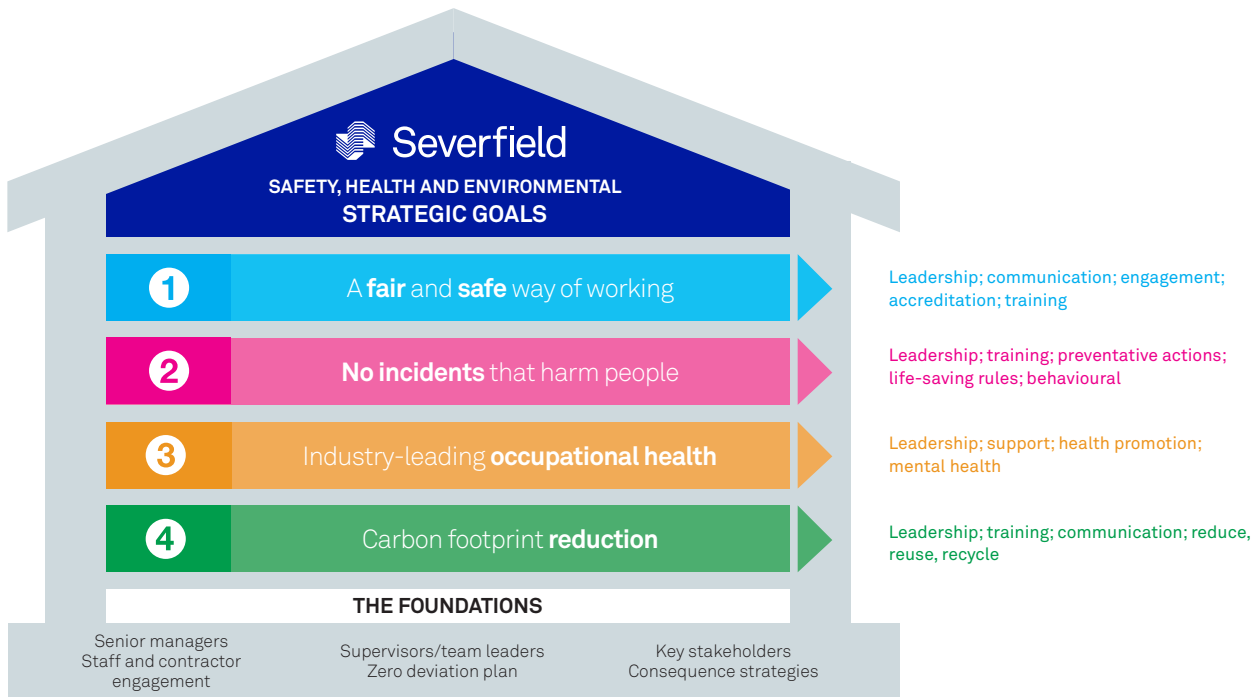 Severfield
SAFETY, HEALTH AND ENVIRONMENTAL
STRATEGIC GOALS
1
A fair and safe way of working
Leadership; communication; engagement;
accreditation; training
2
No incidents that harm people
Leadership; training; preventative actions;
life-saving rules; behavioural
3
Industry-leading occupational health
Leadership; support; health promotion;
mental health
4
Carbon footprint reduction
Leadership; training; communication; reduce,
reuse, recycle
THE FOUNDATIONS
Senior managers
Staff and contractor
engagement
Supervisors/team leaders
Zero deviation plan
Key stakeholders
Consequence strategies